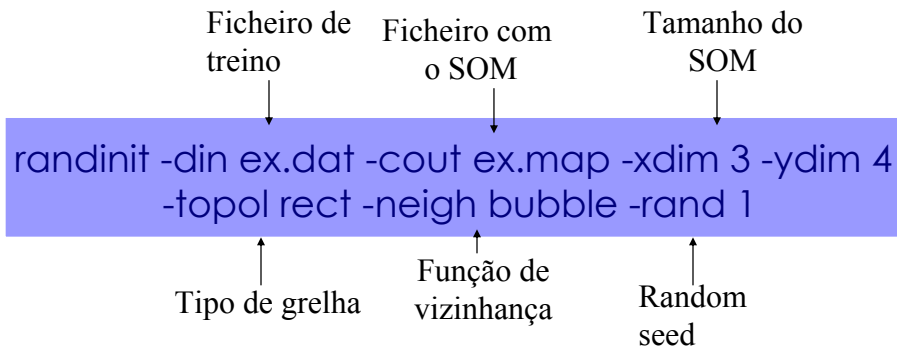 Ficheiro de
treino
Ficheiro com
o SOM
Tamanho do
SOM
randinit -din ex.dat -cout ex.map -xdim 3 -ydim 4
-topol rect -neigh bubble -rand 1
Tipo de grelha
Função de
vizinhança
Random
seed